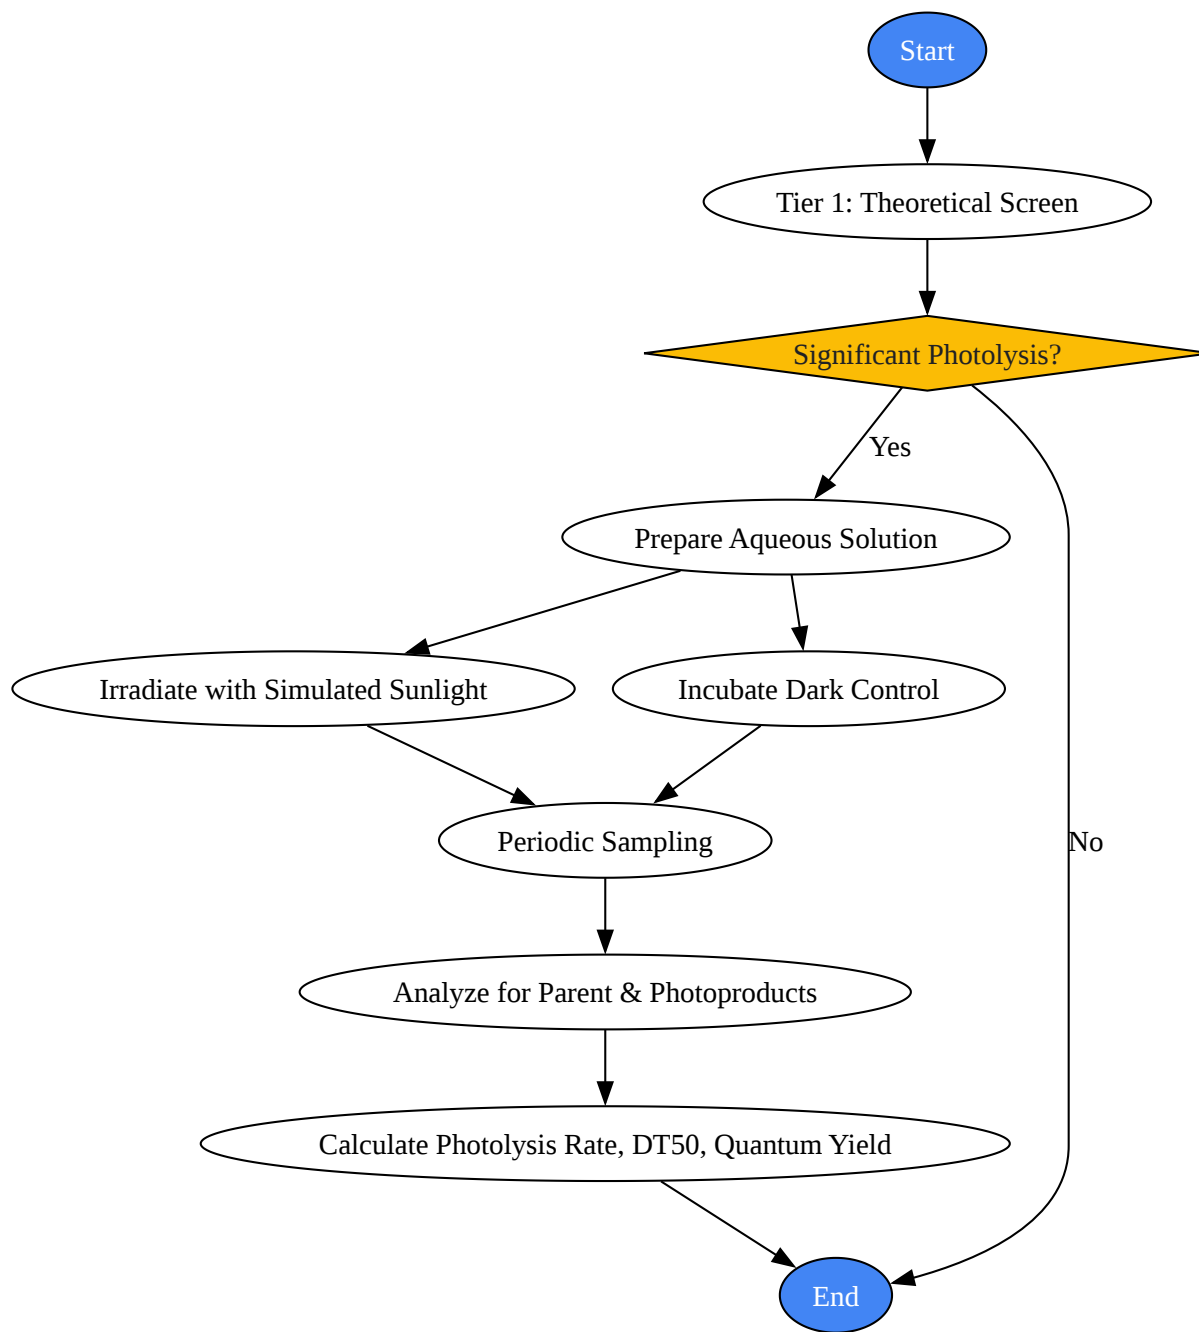 Start
Tier 1: Theoretical Screen
Significant Photolysis?
Yes
Prepare Aqueous Solution
Irradiate with Simulated Sunlight
Incubate Dark Control
Periodic Sampling
No
Analyze for Parent & Photoproducts
Calculate Photolysis Rate, DT50, Quantum Yield
End